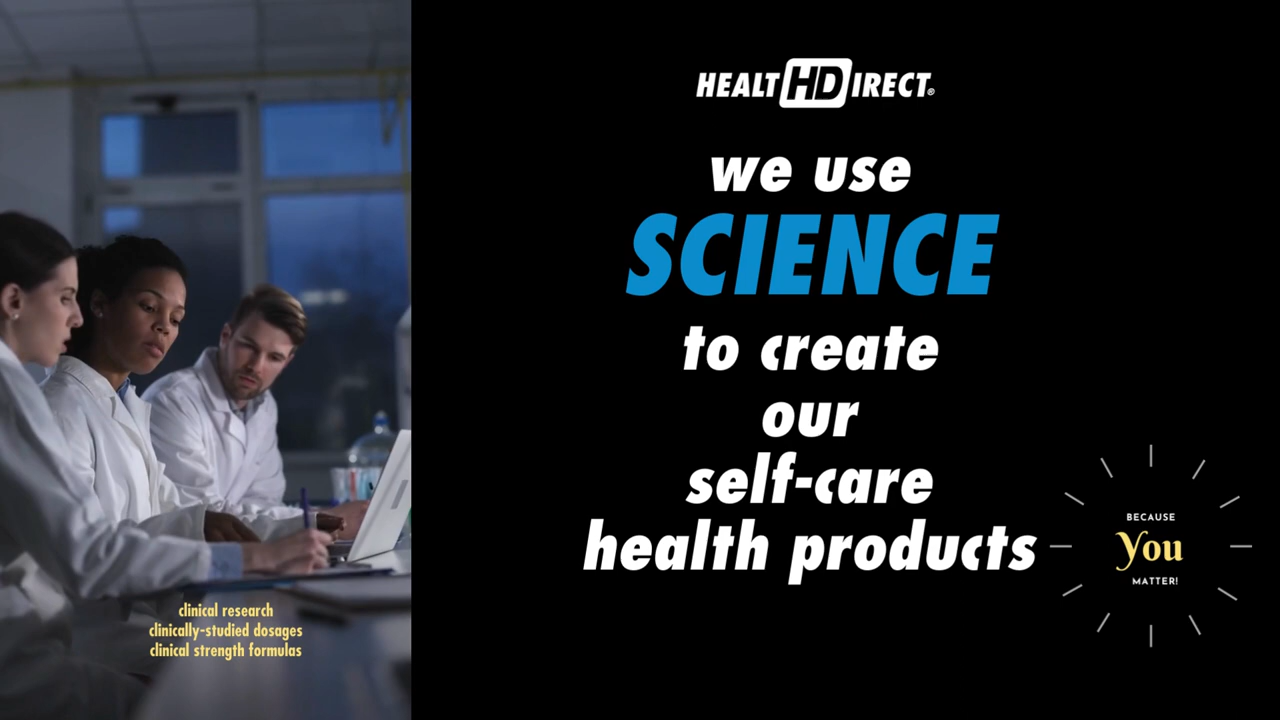 HEALTHDIRECT®
we use
SCIENCE
to create
our
self-care
health products
BECAUSE
You
MATTER!
clinical research
clinically-studied dosages
clinical strength formulas